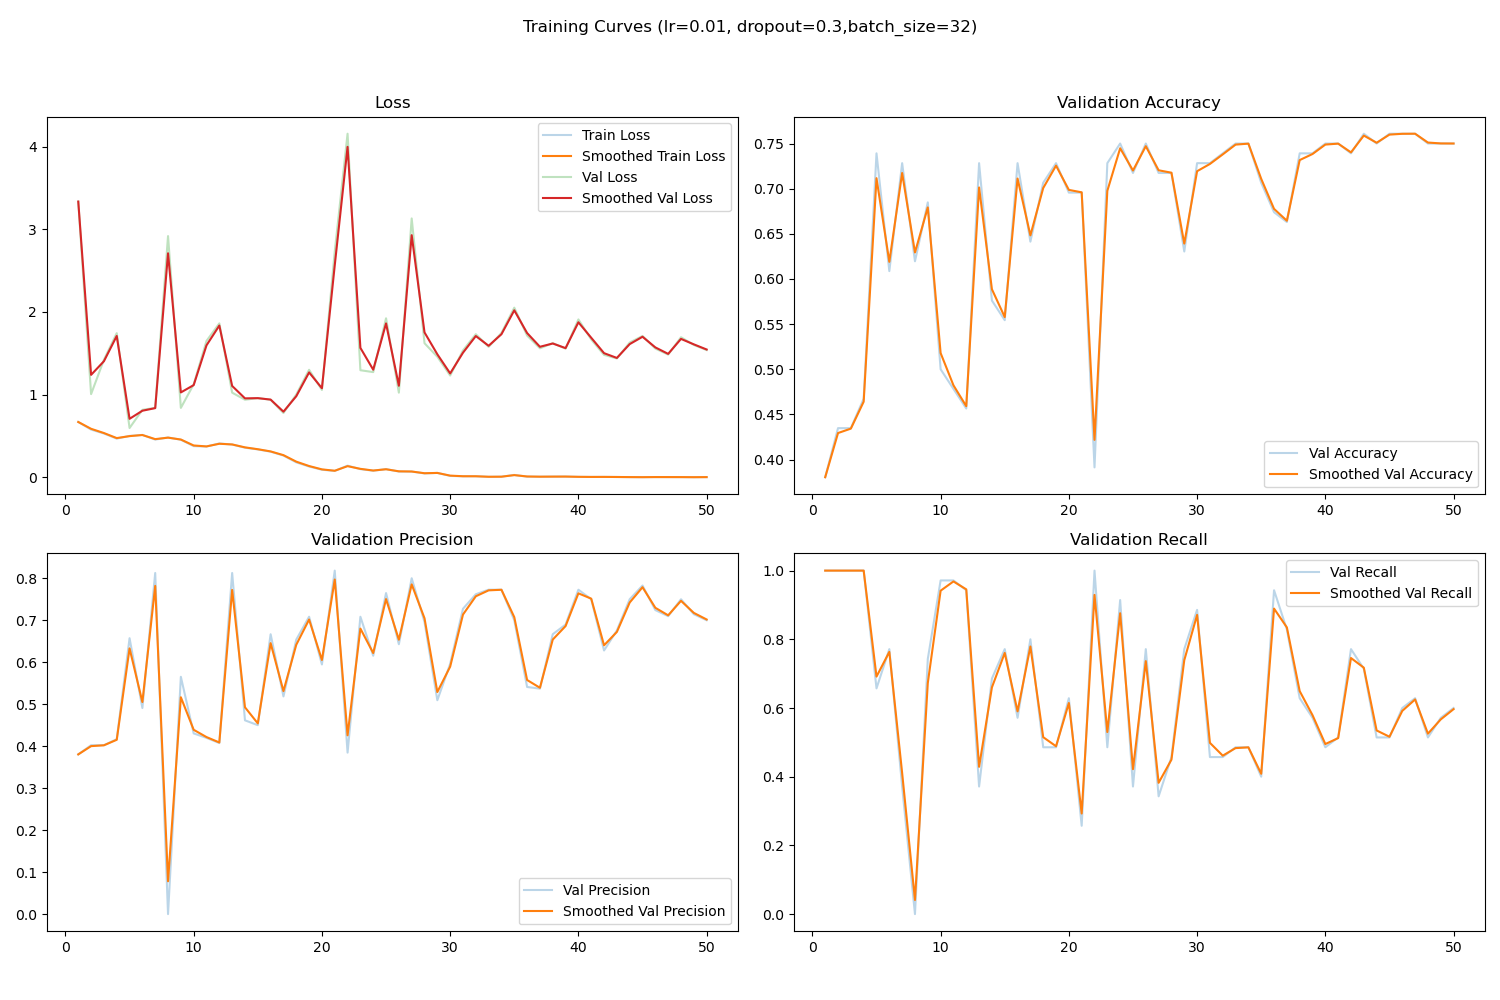 Training Curves (lr=0.01, dropout=0.3,batch_size=32)
Loss
Train Loss
Smoothed Train Loss
Val Loss
Smoothed Val Loss
4
3
2
1
0
0 10 20 30 40 50
Validation Accuracy
0.75
0.70
0.65
0.60
0.55
0.50
0.45
0.40
Val Accuracy
Smoothed Val Accuracy
0 10 20 30 40 50
Validation Precision
0.8
0.7
0.6
0.5
0.4
0.3
0.2
0.1
0.0
Val Precision
Smoothed Val Precision
0 10 20 30 40 50
Validation Recall
Val Recall
Smoothed Val Recall
1.0
0.8
0.6
0.4
0.2
0.0
0 10 20 30 40 50